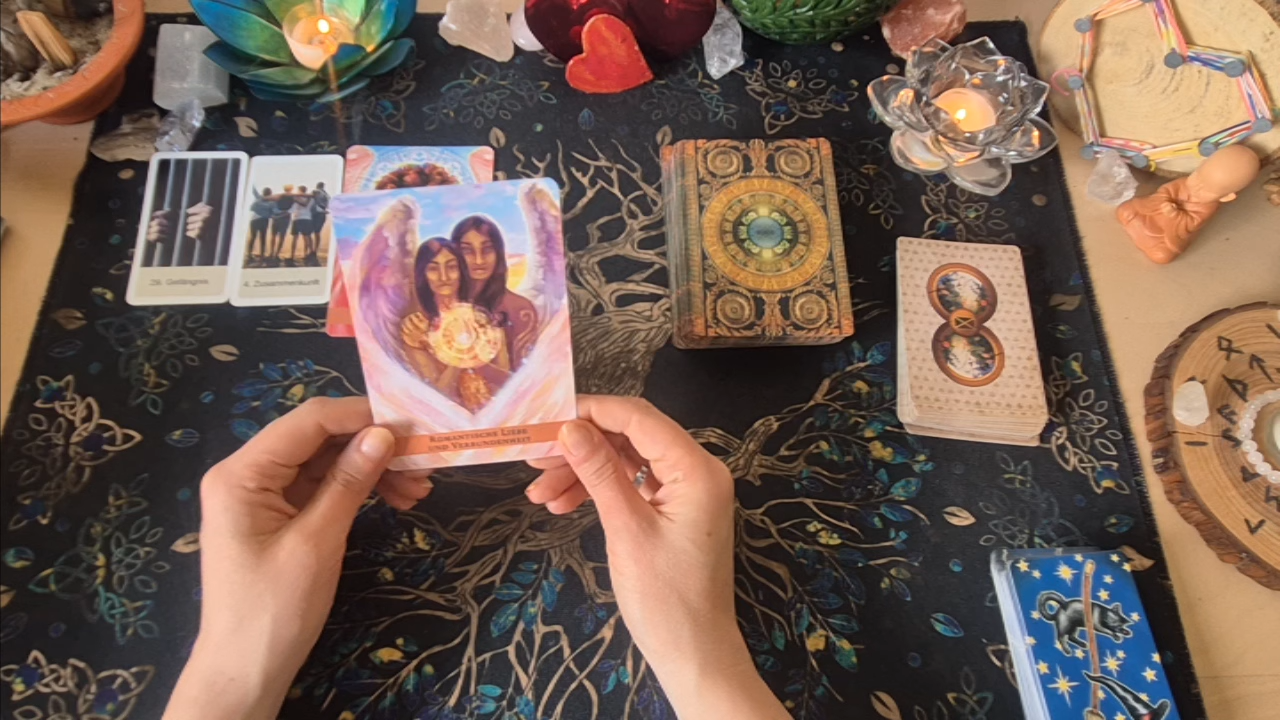 29. Gefängnis.
4. Zusammenkunft
Romantische Liebe
und Verbundenheit